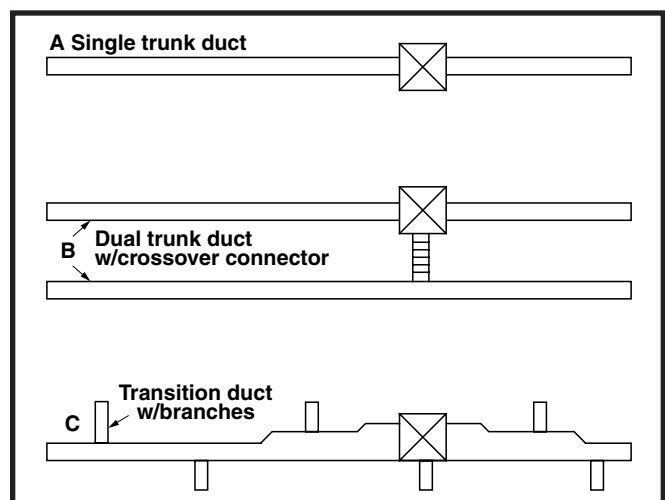 A Single trunk duct
B Dual trunk duct
w/crossover connector
Transition duct
C w/branches